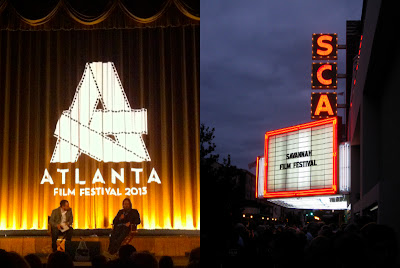 ATLANTA
FILM FESTIVAL 2013
SCA
SAVANNAH
FILM FESTIVAL